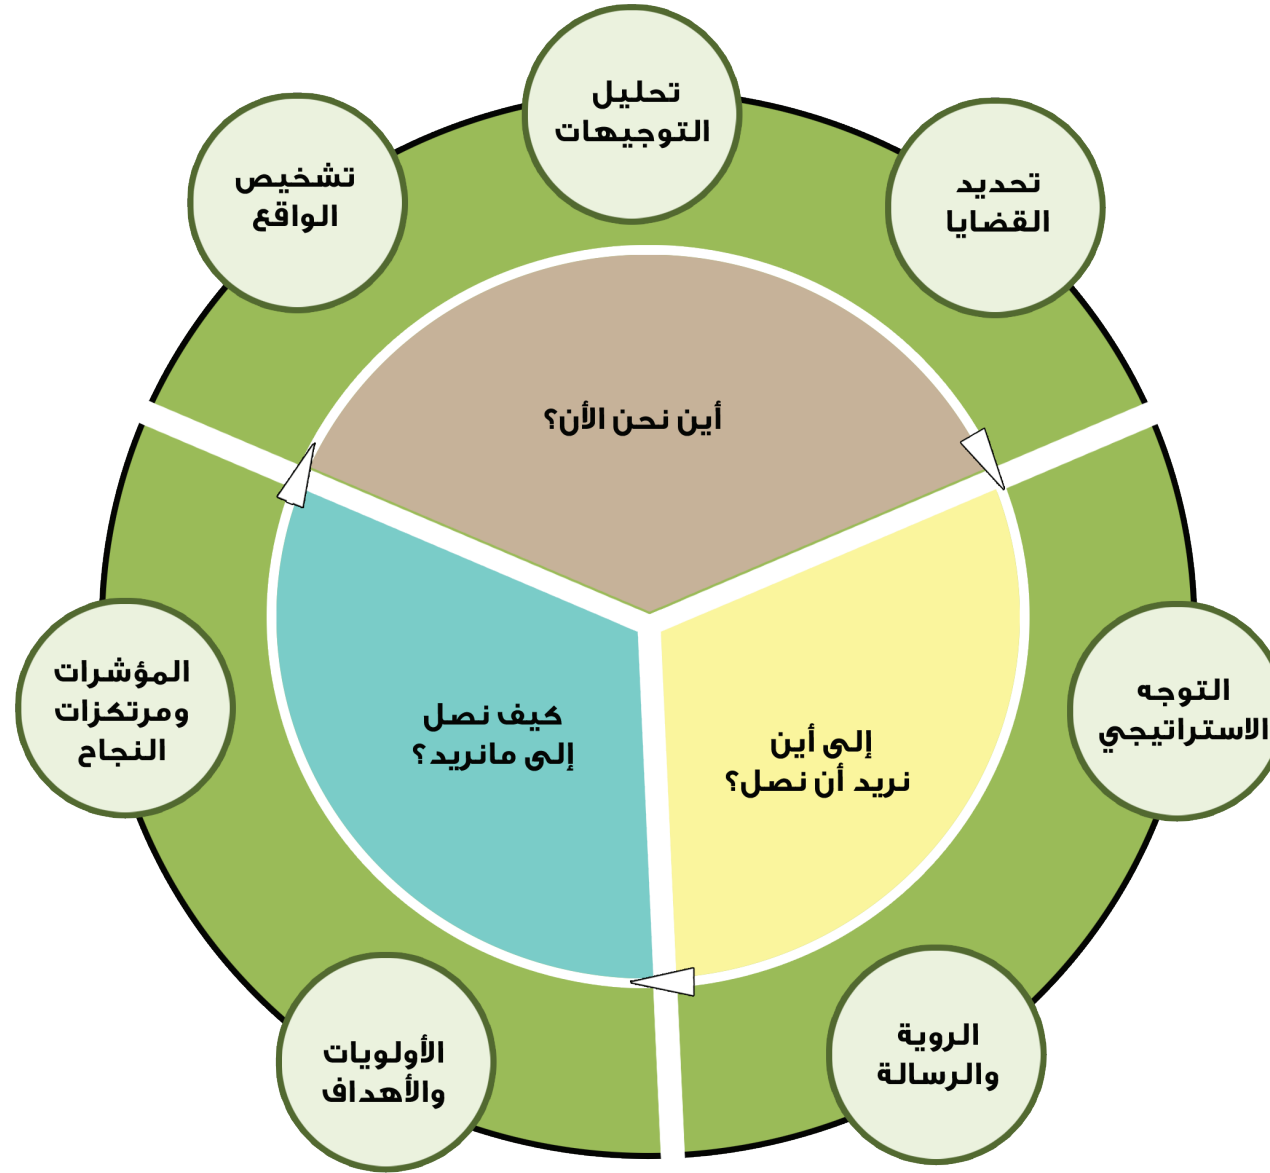 تحليل
التوجيهات
تحديد
القضايا
تشخيص
الواقع
أين نحن الأن؟
التوجه
الاستراتيجي
إلى أين
نريد أن نصل؟
كيف نصل
إلى مانريد؟
المؤشرات
ومرتكزات
النجاح
الروية
والرسالة
الأولويات
والأهداف